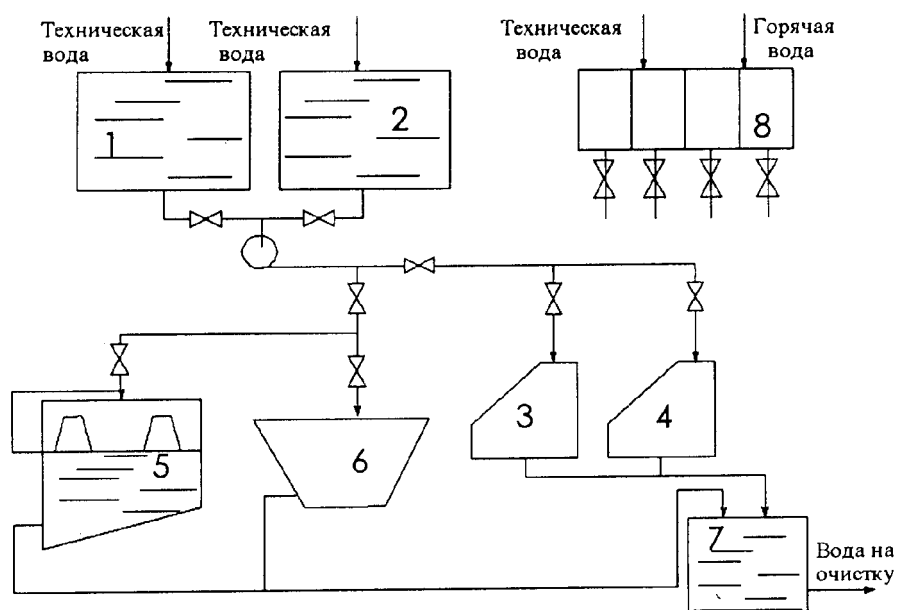 Техническая
вода
Техническая
вода
Техническая
вода
Горячая
вода
1
2
8
3
4
5
6
7
Вода на
очистку